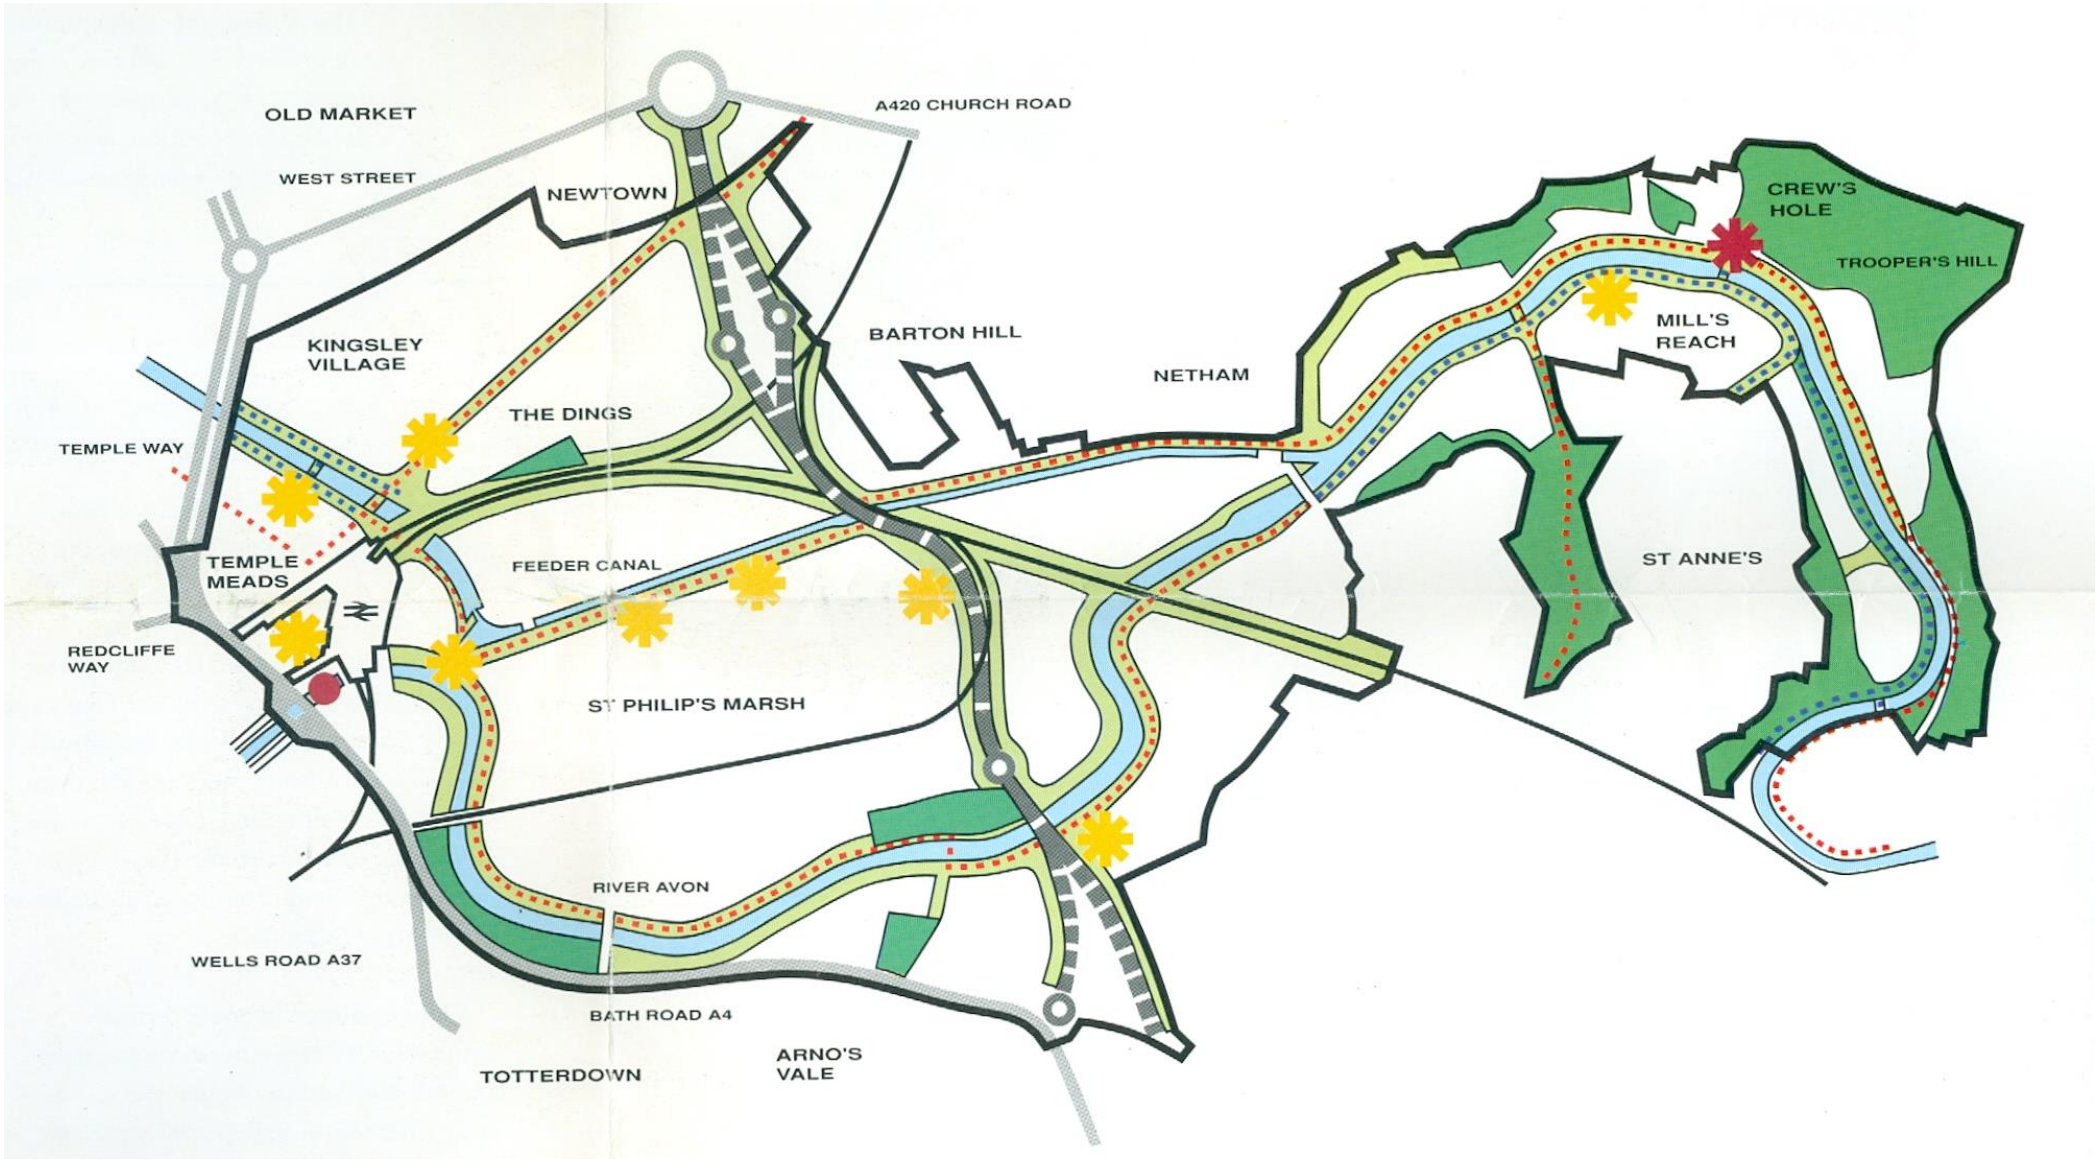 OLD MARKET
A420 CHURCH ROAD
WEST STREET
NEWTOWN
CREW'S
HOLE
TROOPER'S HILL
KINGSLEY
VILLAGE
BARTON HILL
MILL'S
REACH
NETHAM
THE DINGS
TEMPLE WAY
TEMPLE
MEADS
FEEDER CANAL
ST ANNE'S
REDCLIFFE
WAY
ST PHILIP'S MARSH
RIVER AVON
WELLS ROAD A37
BATH ROAD A4
ARNO'S
VALE
TOTTERDOWN